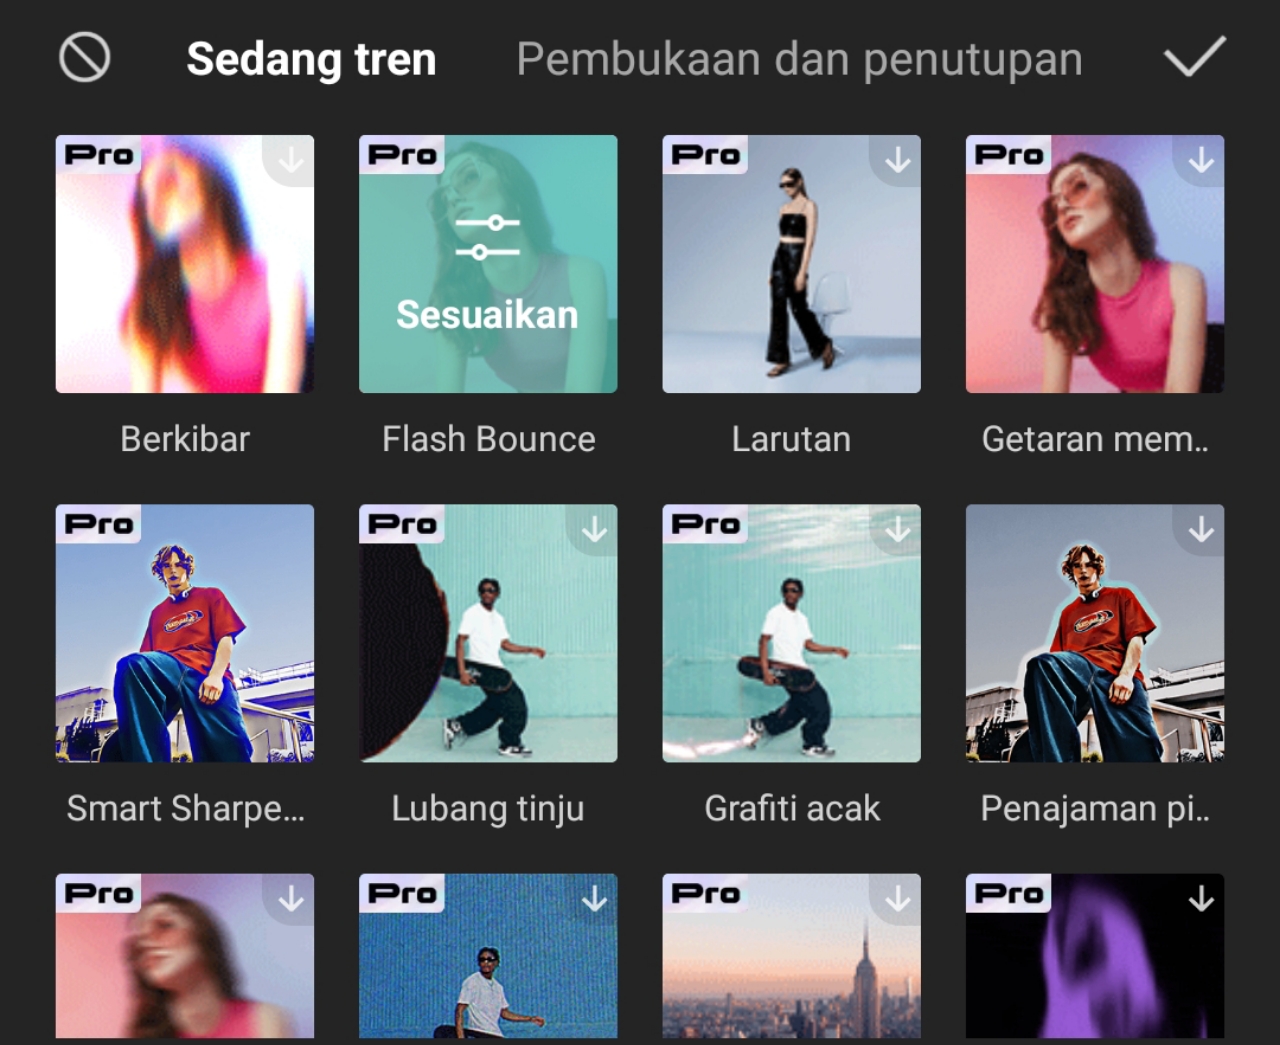 Sedang tren Pembukaan dan penutupan
Pro Pro Pro Pro
Sesuaikan
Berkibar Flash Bounce Larutan Getaran mem..
Pro Pro Pro
Smart Sharpe... Lubang tinju Grafiti acak Penajaman pi..
Pro Pro Pro Pro